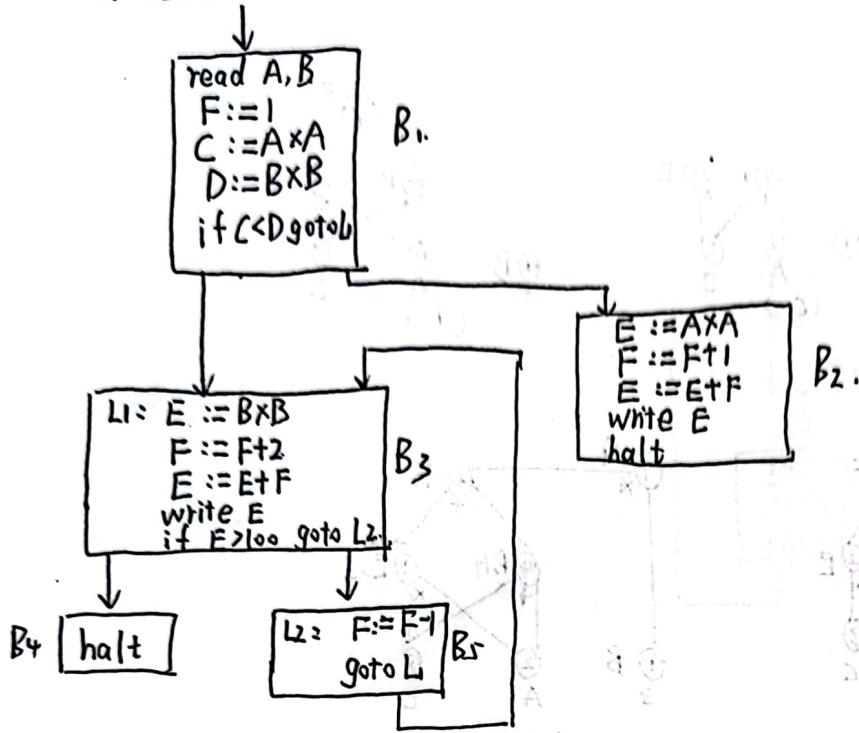 read A, B
F:=1
C:=A×A
D:=B×B
if C<D goto L
B1.
E:=A×A
F:=F+1
E:=E+F
write E
halt
B2.
L1: E:=B×B
F:=F+2
E:=E+F
write E
if E>100 goto L2.
B3
B4
halt
L2: F:=F-1
goto L
B5